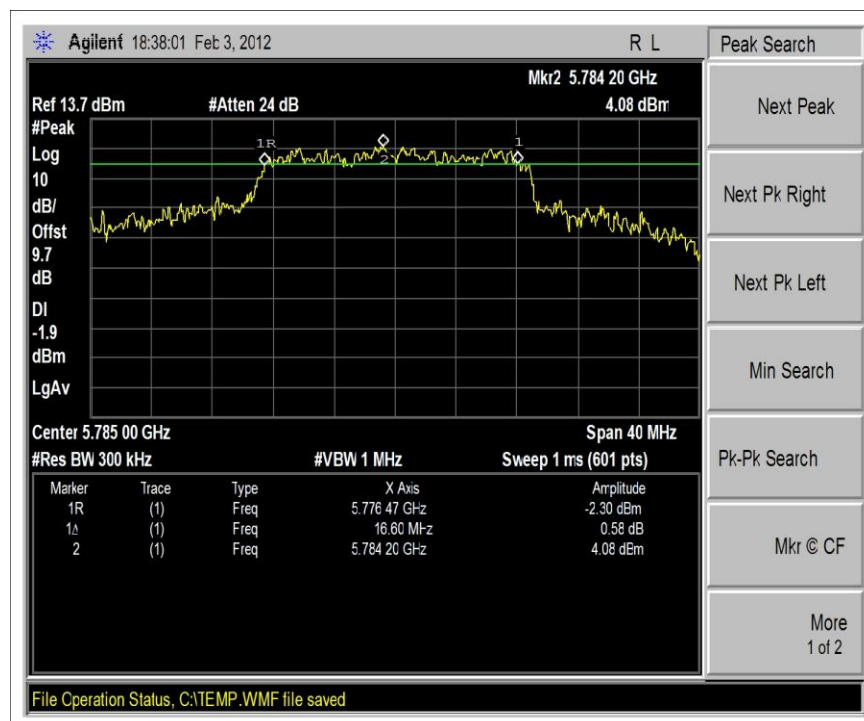 Agilent 18:38:01 Feb 3, 2012 R L
Peak Search
Mkr2 5.784 20 GHz
Ref 13.7 dBm #Atten 24 dB 4.08 dBm
#Peak
Log
10
dB/
Offst
9.7
dB
DI
-1.9
dBm
LgAv
1R
2
1
Center 5.785 00 GHz Span 40 MHz
#Res BW 300 kHz #VBW 1 MHz Sweep 1 ms (601 pts)
Marker Trace Type X Axis Amplitude
1R (1) Freq 5.776 47 GHz -2.30 dBm
1Δ (1) Freq 16.60 MHz 0.58 dB
2 (1) Freq 5.784 20 GHz 4.08 dBm
Next Peak
Next Pk Right
Next Pk Left
Min Search
Pk-Pk Search
Mkr © CF
More
1 of 2
File Operation Status, C:\TEMP.WMF file saved